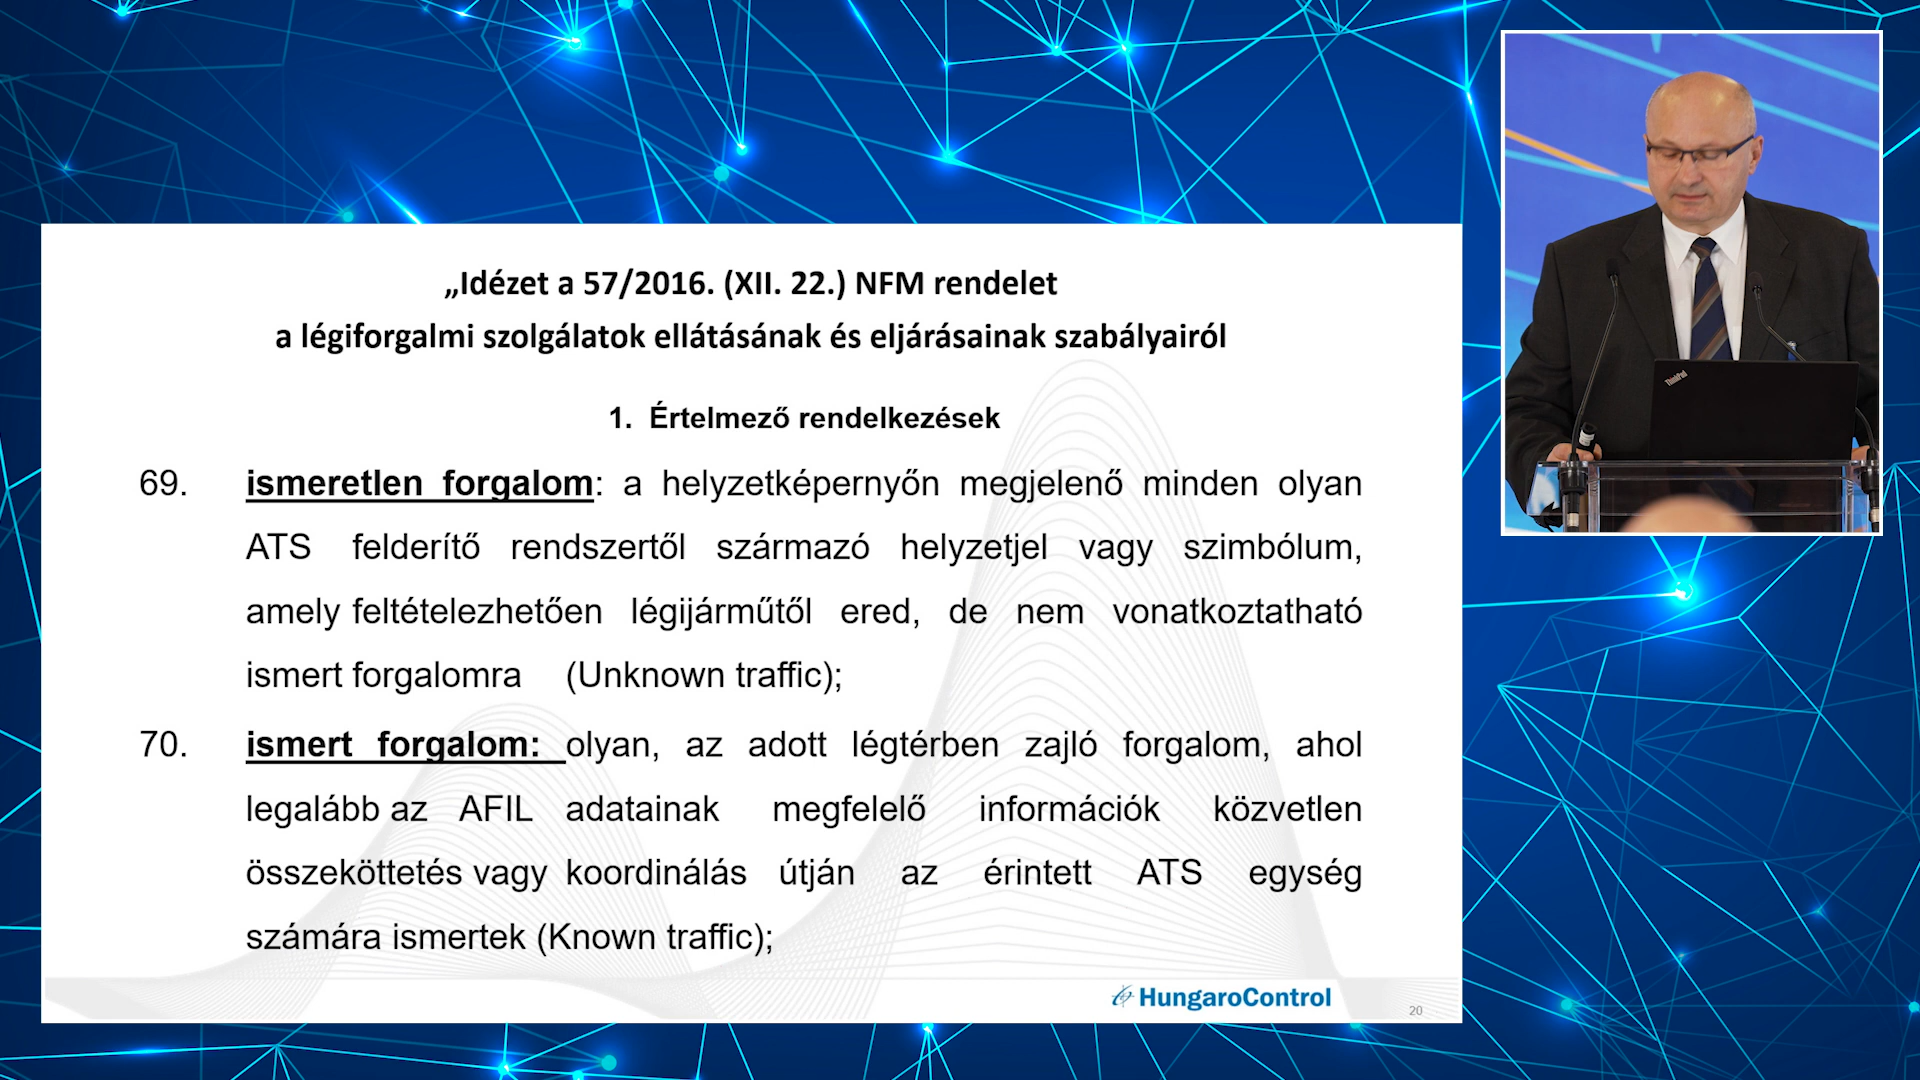 „Idézet a 57/2016. (XII. 22.) NFM rendelet
a légiforgalmi szolgálatok ellátásának és eljárásainak szabályairól
1. Értelmező rendelkezések
69. ismeretlen forgalom: a helyzetképernyőn megjelenő minden olyan
ATS felderítő rendszertől származó helyzetjel vagy szimbólum,
amely feltételezhetően légijárműtől ered, de nem vonatkoztatható
ismert forgalomra (Unknown traffic);
70. ismert forgalom: olyan, az adott légtérben zajló forgalom, ahol
legalább az AFIL adatainak megfelelő információk közvetlen
összeköttetés vagy koordinálás útján az érintett ATS egység
számára ismertek (Known traffic);
HungaroControl
20
ThinkPad